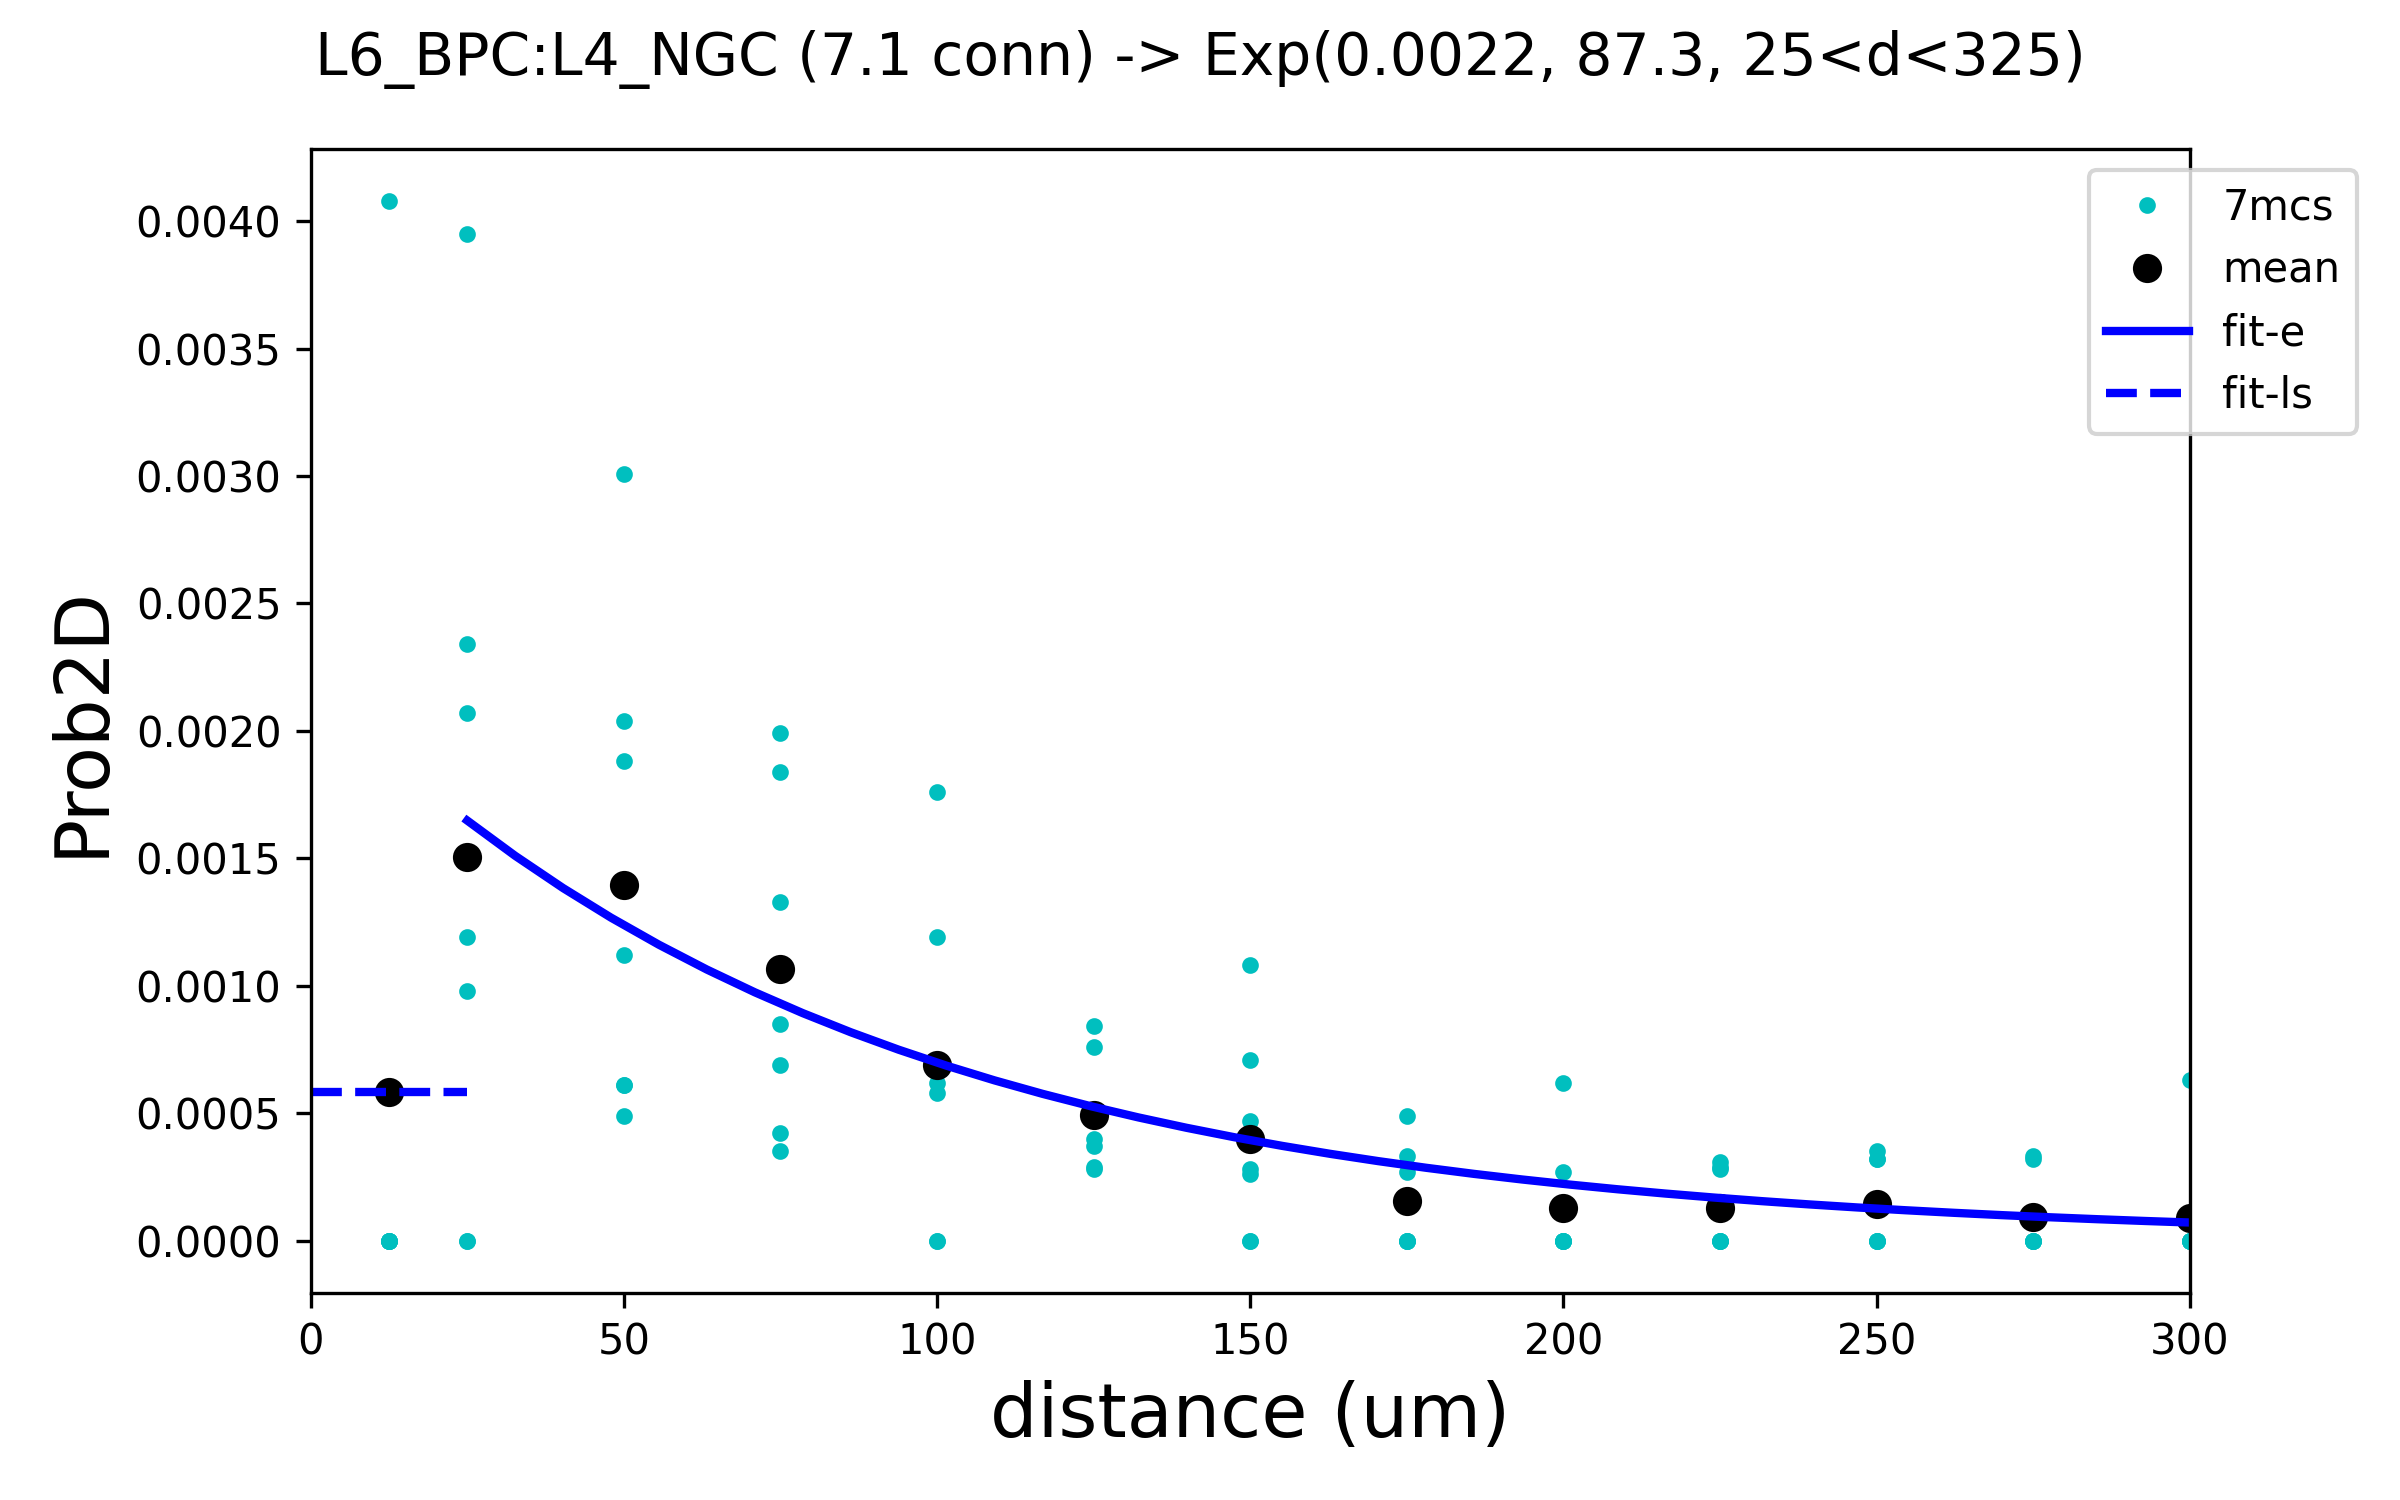 L6_BPC:L4_NGC (7.1 conn) -> Exp(0.0022, 87.3, 25<d<325)
7mcs
mean
fit-e
fit-ls
Prob2D
0.0040
0.0035
0.0030
0.0025
0.0020
0.0015
0.0010
0.0005
0.0000
0 50 100 150 200 250 300
distance (um)